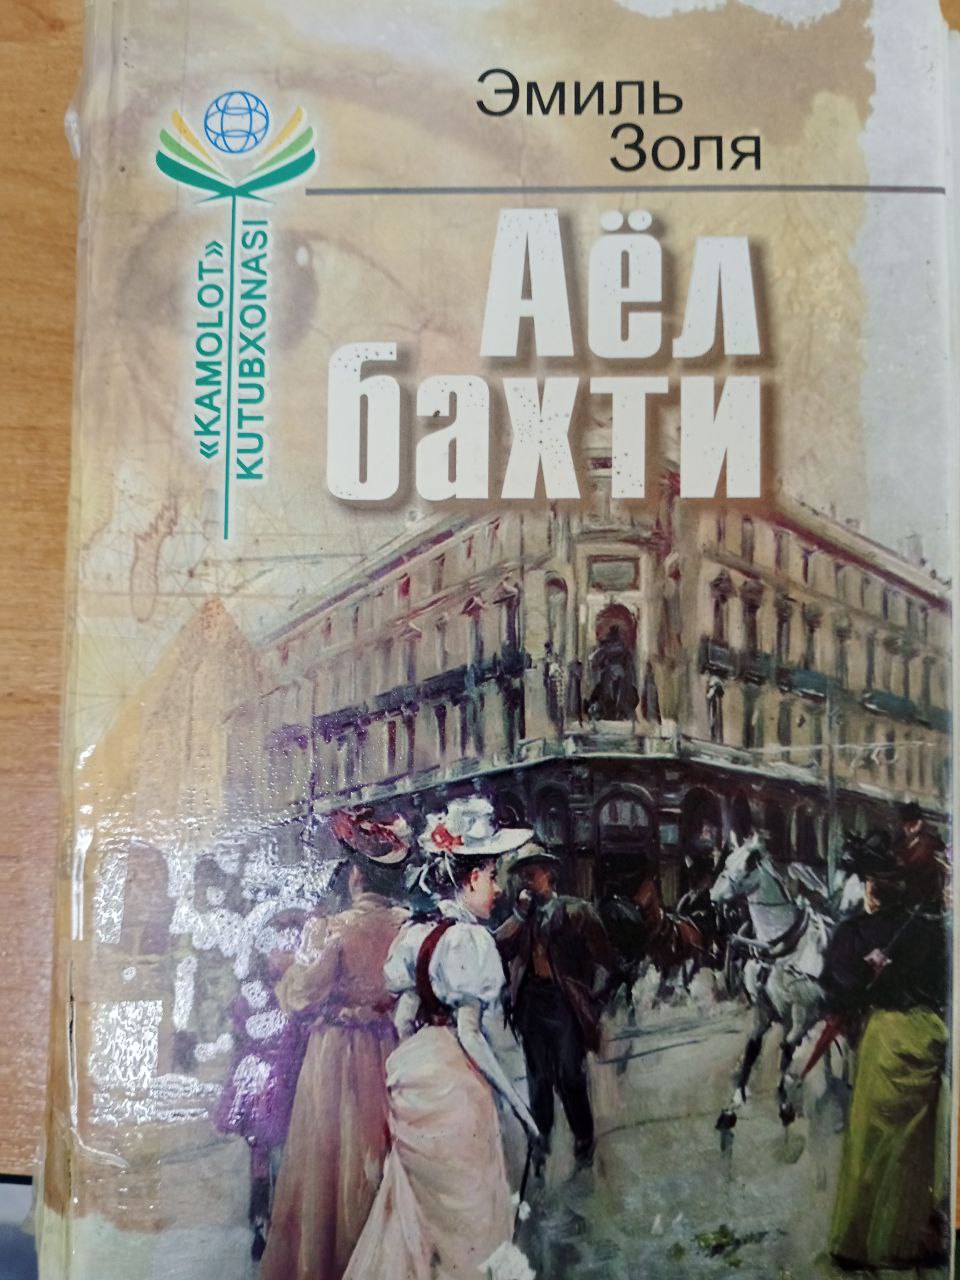 Эмиль
Золя
«KAMOLOT»
KUTUBXONASI
Аёл
бахти